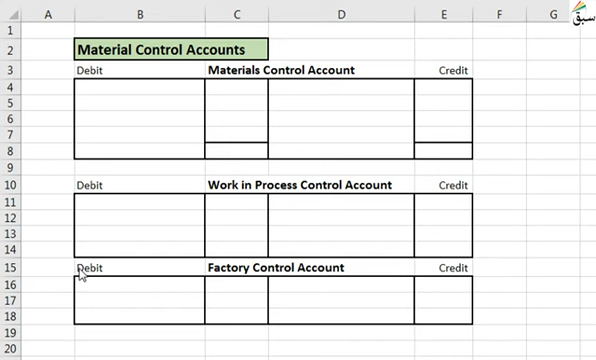 سبق
A B C D E F G
1
2 Material Control Accounts
3 Debit Materials Control Account Credit
4
5
6
7
8
9
10 Debit Work in Process Control Account Credit
11
12
13
14
15 Debit Factory Control Account Credit
16
17
18
19
20